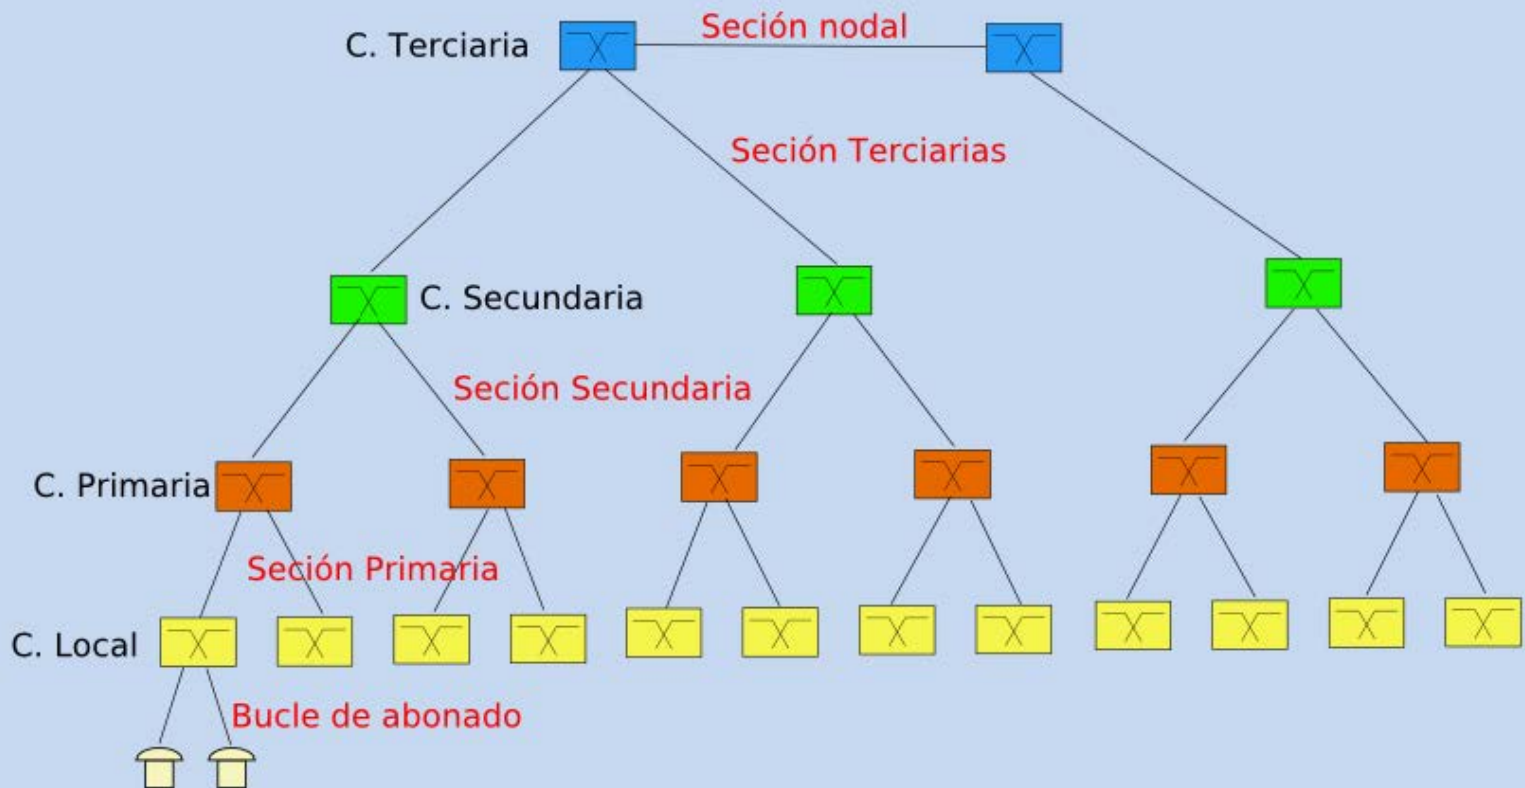 Seción nodal
C. Terciaria
Seción Terciarias
C. Secundaria
Seción Secundaria
C. Primaria
Seción Primaria
C. Local
Bucle de abonado